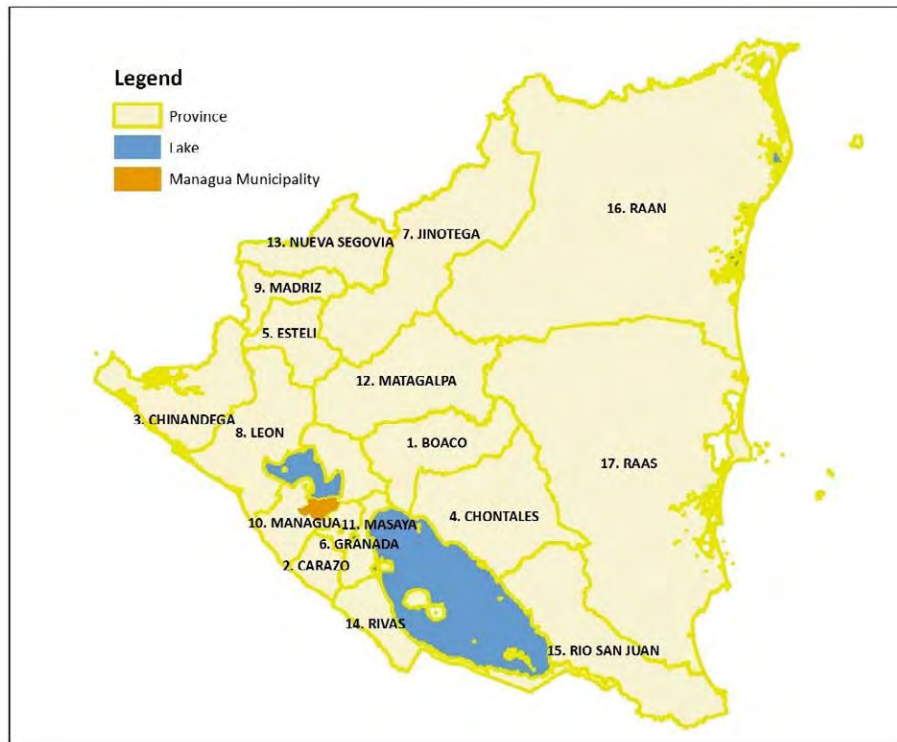 Legend
Province
Lake
Managua Municipality
16. RAAN
7. JINOTEGA
13. NUEVA SEGOVIA
9. MADRIZ
5. ESTELI
12. MATAGALPA
3. CHINANDEGA
8. LEON
1. BOACO
17. RAAS
4. CHONTALES
10. MANAGUA
11. MASAYA
6. GRANADA
2. CARAZO
14. RIVAS
15. RIO SAN JUAN